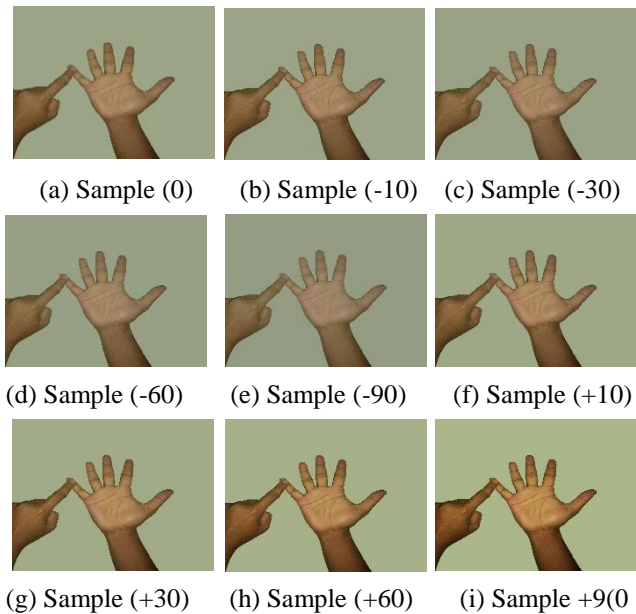 (a) Sample (0) (b) Sample (-10) (c) Sample (-30)
(d) Sample (-60) (e) Sample (-90) (f) Sample (+10)
(g) Sample (+30) (h) Sample (+60) (i) Sample +9(0